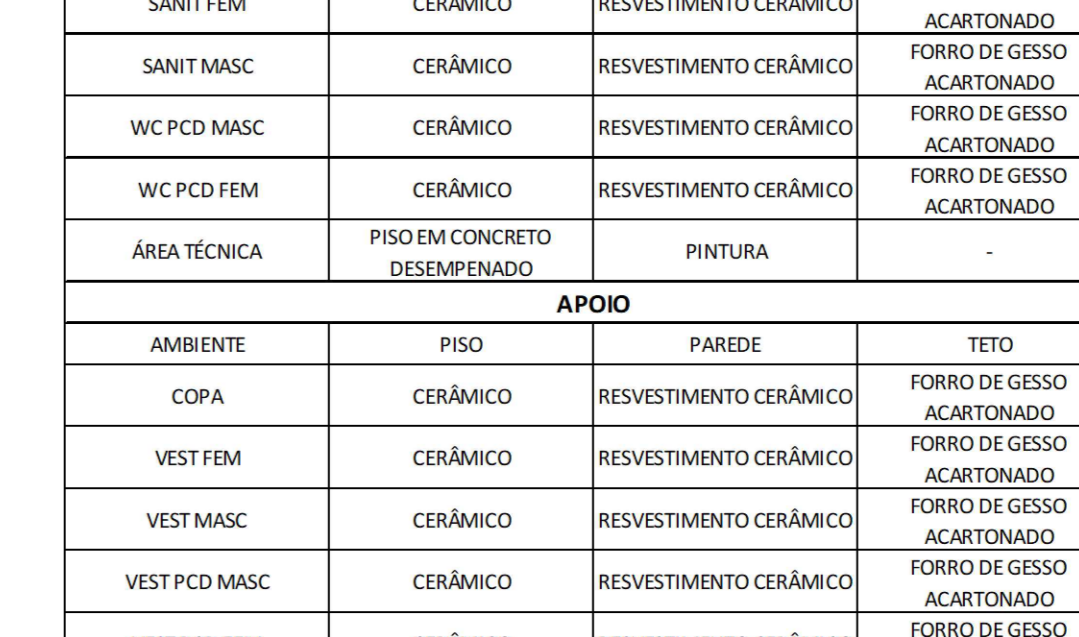 SANIT FEM CERÂMICO RESVESTIMENTO CERÂMICO
ACARTONADO
SANIT MASC CERÂMICO RESVESTIMENTO CERÂMICO FORRO DE GESSO
ACARTONADO
WC PCD MASC CERÂMICO RESVESTIMENTO CERÂMICO FORRO DE GESSO
ACARTONADO
WC PCD FEM CERÂMICO RESVESTIMENTO CERÂMICO FORRO DE GESSO
ACARTONADO
ÁREA TÉCNICA PISO EM CONCRETO
DESEMPENADO PINTURA -
APOIO
AMBIENTE PISO PAREDE TETO
COPA CERÂMICO RESVESTIMENTO CERÂMICO FORRO DE GESSO
ACARTONADO
VEST FEM CERÂMICO RESVESTIMENTO CERÂMICO FORRO DE GESSO
ACARTONADO
VEST MASC CERÂMICO RESVESTIMENTO CERÂMICO FORRO DE GESSO
ACARTONADO
VEST PCD MASC CERÂMICO RESVESTIMENTO CERÂMICO FORRO DE GESSO
ACARTONADO
FORRO DE GESSO